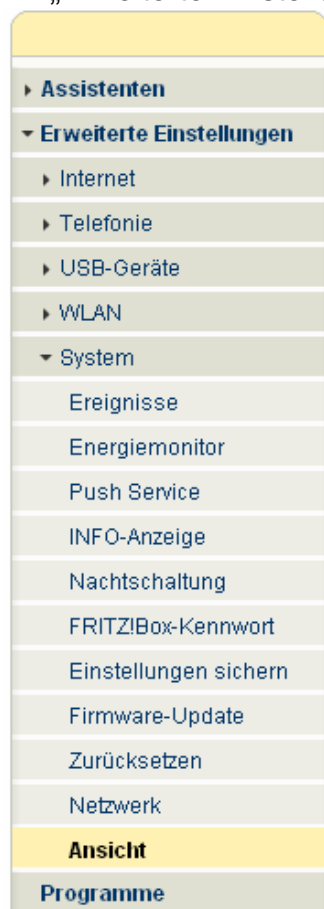 Assistenten
Erweiterte Einstellungen
Internet
Telefonie
USB-Geräte
WLAN
System
Ereignisse
Energiemonitor
Push Service
INFO-Anzeige
Nachtschaltung
FRITZ!Box-Kennwort
Einstellungen sichern
Firmware-Update
Zurücksetzen
Netzwerk
Ansicht
Programme